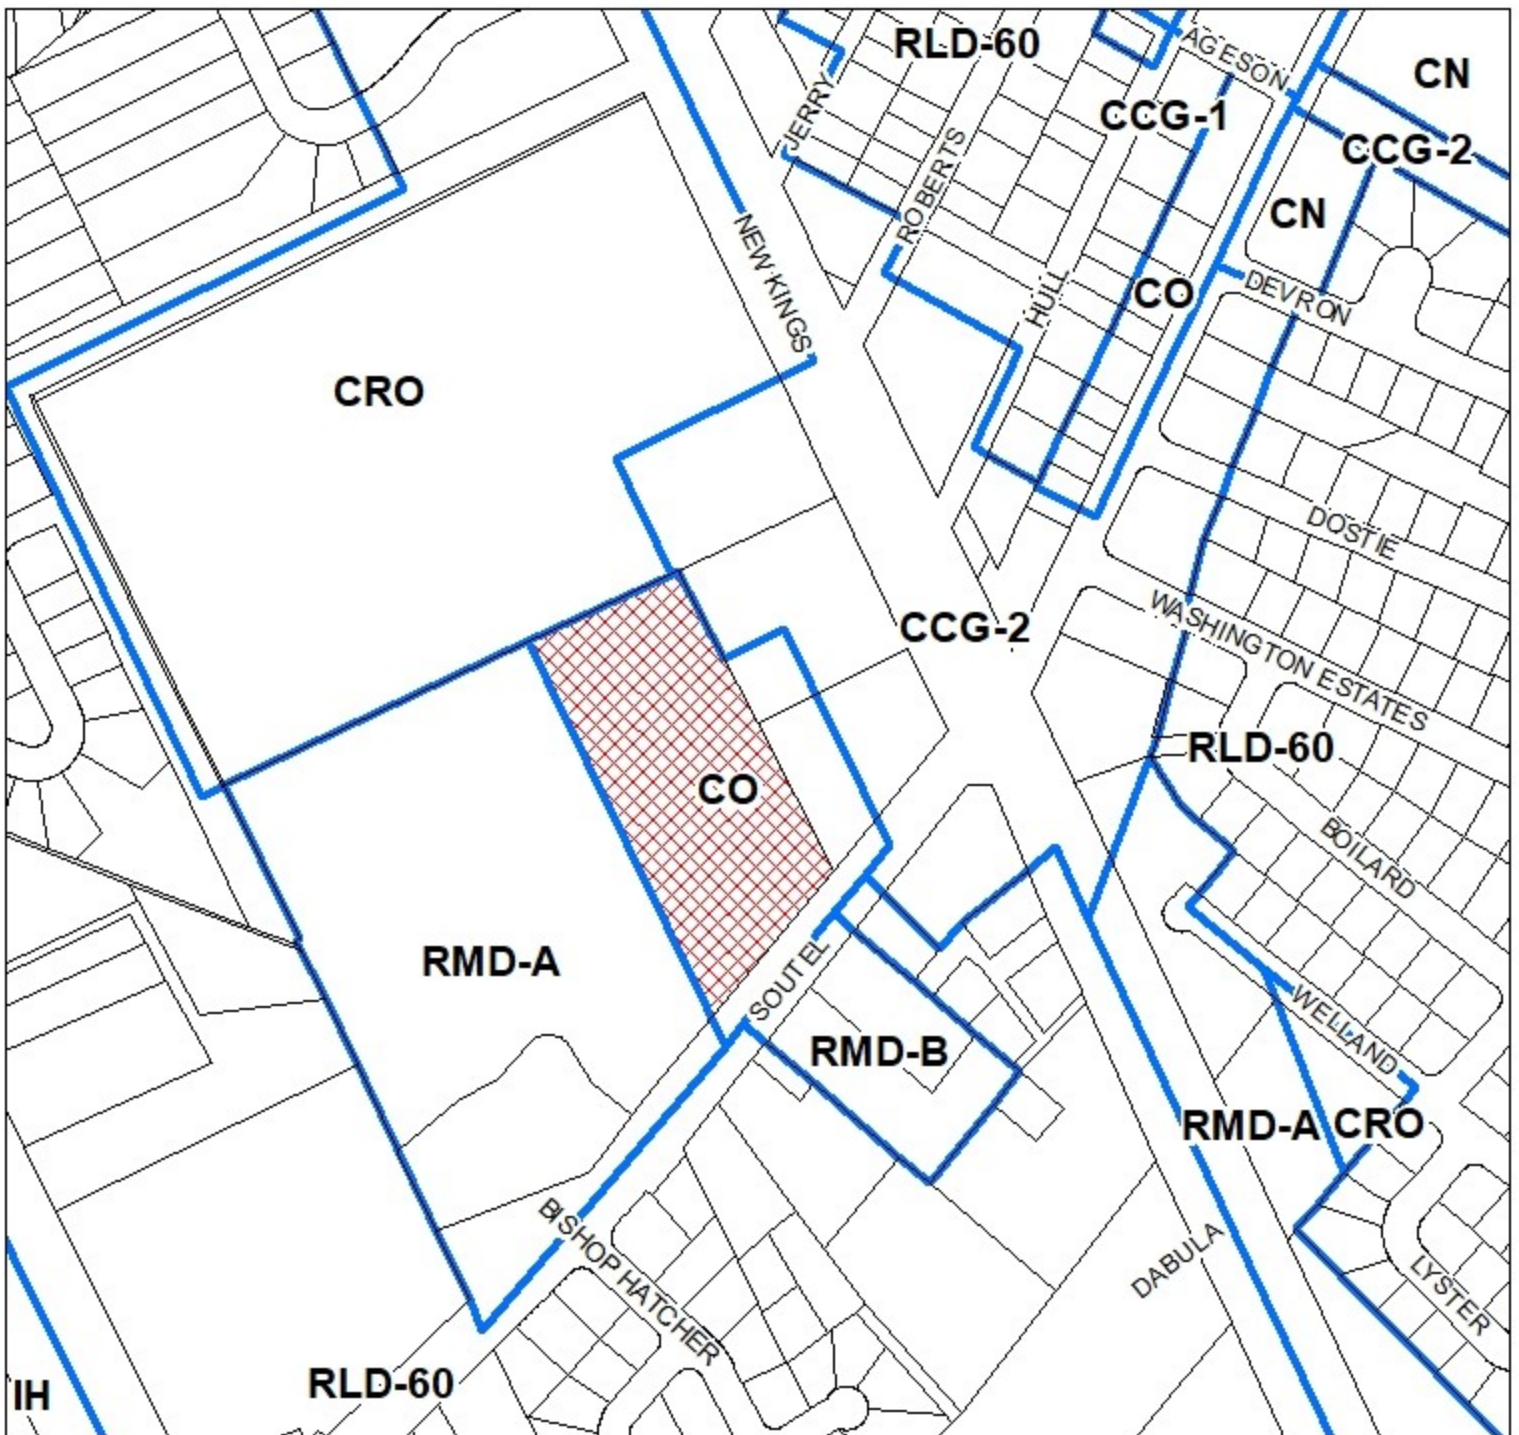 RLD-60
AGESON
CN
JERRY
CCG-1
CCG-2
ROBERTS
CN
NEW KINGS
HULL
CO
DEVRON
CRO
DOSTIE
CCG-2
WASHINGTON ESTATES
RLD-60
CO
BOILARD
RMD-A
SOUTEL
WELLAND
RMD-B
RMD-A
CRO
BISHOP HATCHER
DABULA
LYSTER
RLD-60
IH